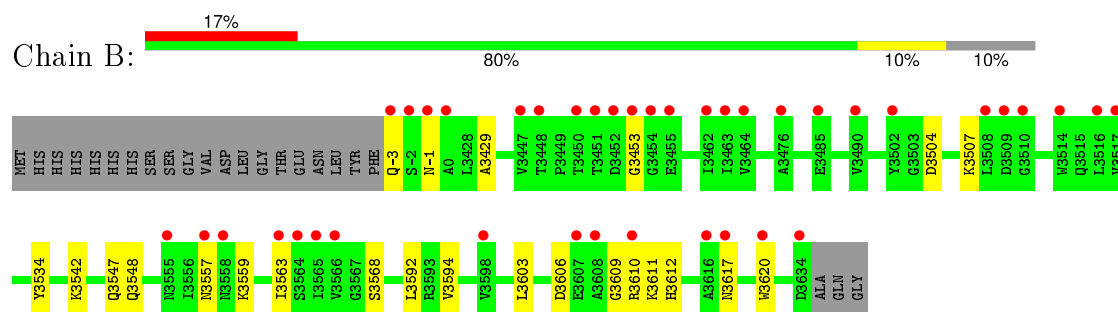 17%
Chain B:
80% 10% 10%
MET HIS HIS HIS HIS HIS HIS SER SER GLY VAL ASP LEU GLY GLY THR GLU ASN LEU TYR PHE Q-3 S-2 N-1 A0 L3428 A3429 V3447 T3448 P3449 T3450 T3451 D3452 G3453 G3454 E3455 I3462 I3463 V3464 A3476 E3485 V3490 Y3502 G3503 D3504 K3507 L3508 D3509 G3510 W3514 Q3515 L3516 V3517
Y3534 K3542 Q3547 Q3548 N3555 I3556 N3557 N3558 K3559 I3563 S3564 I3565 V3566 G3567 S3568 L3592 R3593 V3594 V3598 L3603 D3606 E3607 A3608 G3609 R3610 K3611 H3612 A3616 N3617 W3620 D3634 ALA GLN GLY